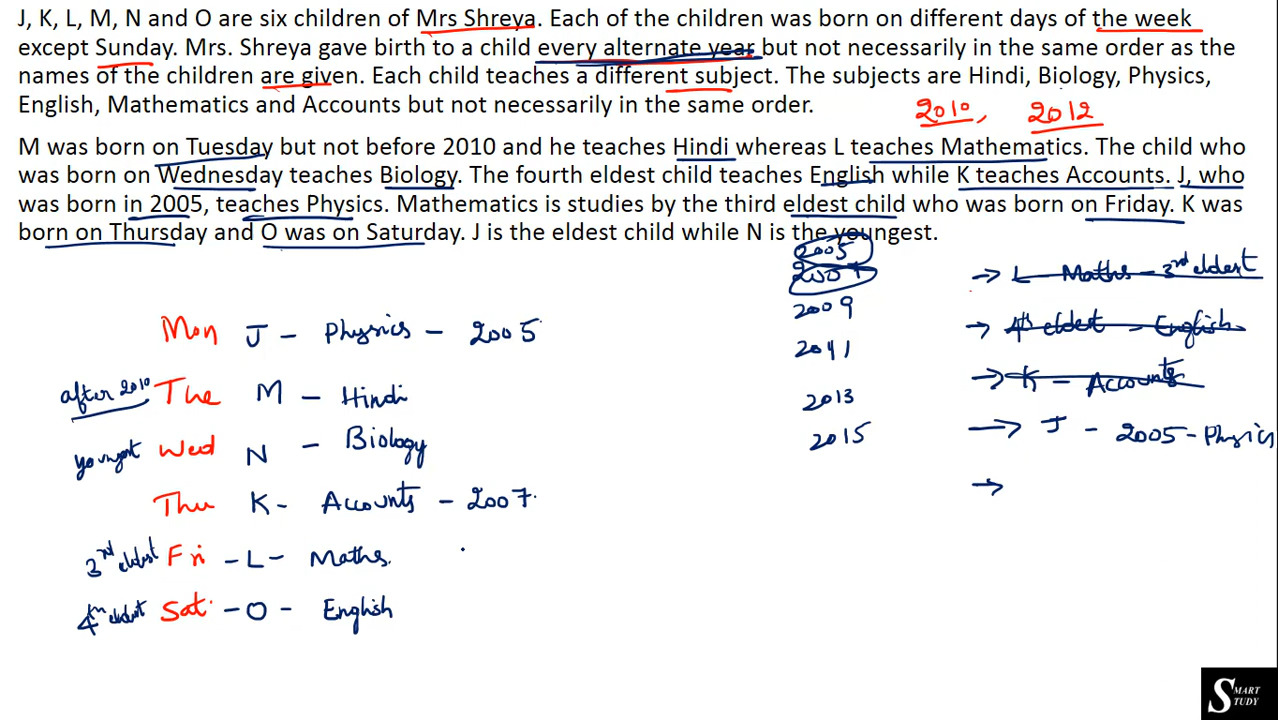 J, K, L, M, N and O are six children of Mrs Shreya. Each of the children was born on different days of the week
except Sunday. Mrs. Shreya gave birth to a child every alternate year but not necessarily in the same order as the
names of the children are given. Each child teaches a different subject. The subjects are Hindi, Biology, Physics,
English, Mathematics and Accounts but not necessarily in the same order.
2010, 2012
M was born on Tuesday but not before 2010 and he teaches Hindi whereas L teaches Mathematics. The child who
was born on Wednesday teaches Biology. The fourth eldest child teaches English while K teaches Accounts. J, who
was born in 2005, teaches Physics. Mathematics is studies by the third eldest child who was born on Friday. K was
born on Thursday and O was on Saturday. J is the eldest child while N is the youngest.
2005
2007
2009
2011
2013
2015
→ L Maths - 3rd eldest
→ 4th eldest - English
→ K - Accounts
→ J - 2005 - Physics
→
Mon J - Physics - 2005
after 2010 The M - Hindi
youngest Wed N - Biology
Thu K - Accounts - 2007
3rd eldest Fri - L - Maths.
4th eldest Sat - O - English
SMART
STUDY